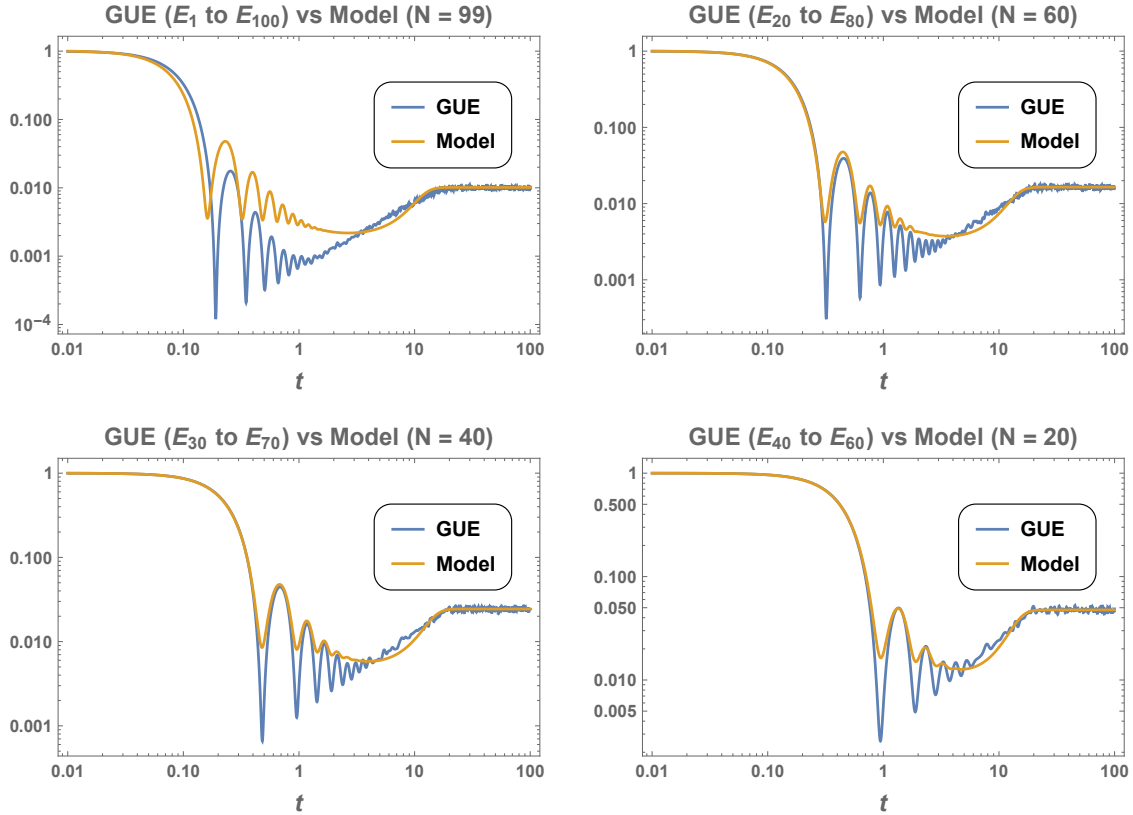 GUE (E1 to E100) vs Model (N = 99)
1
0.100
0.010
0.001
10−4
GUE
Model
0.01
0.10
1
10
100
t
GUE (E20 to E80) vs Model (N = 60)
1
0.100
0.010
0.001
GUE
Model
0.01
0.10
1
10
100
t
GUE (E30 to E70) vs Model (N = 40)
1
0.100
0.010
0.001
GUE
Model
0.01
0.10
1
10
100
t
GUE (E40 to E60) vs Model (N = 20)
1
0.500
0.100
0.050
0.010
0.005
GUE
Model
0.01
0.10
1
10
100
t